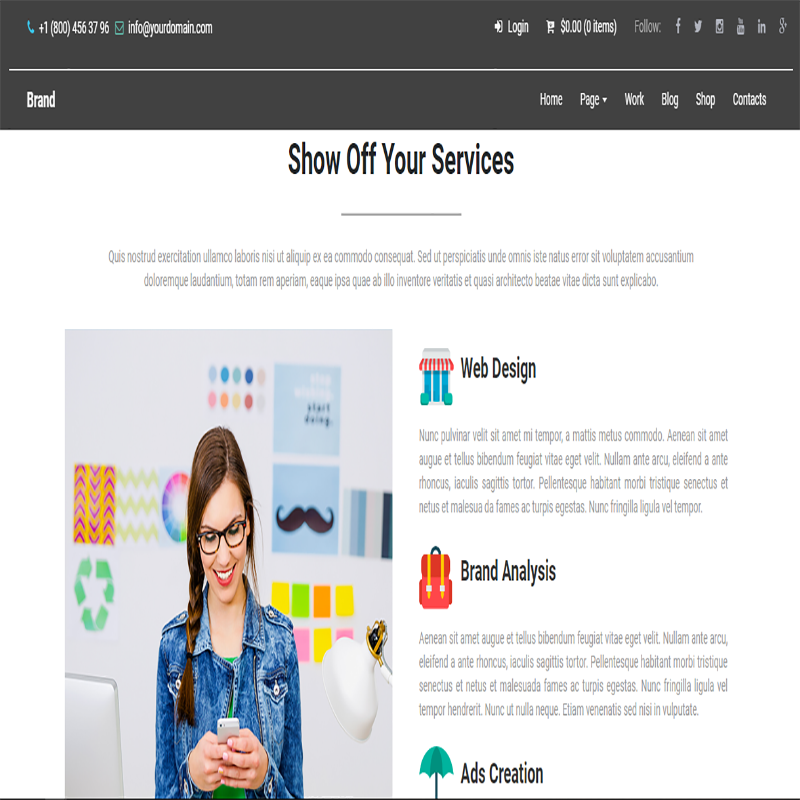 +1 (800) 456 37 96 info@yourdomain.com Login $0.00 (0 items) Follow:
Brand Home Page Work Blog Shop Contacts
Show Off Your Services
Quis nostrud exercitation ullamco laboris nisi ut aliquip ex ea commodo consequat. Sed ut perspiciatis unde omnis iste natus error sit voluptatem accusantium
doloremque laudantium, totam rem aperiam, eaque ipsa quae ab illo inventore veritatis et quasi architecto beatae vitae dicta sunt explicabo.
start
doing.
Web Design
Nunc pulvinar velit sit amet mi tempor, a mattis metus commodo. Aenean sit amet
augue et tellus bibendum feugiat vitae eget velit. Nullam ante arcu, eleifend a ante
rhoncus, iaculis sagittis tortor. Pellentesque habitant morbi tristique senectus et
netus et malesua da fames ac turpis egestas. Nunc fringilla ligula vel tempor.
Brand Analysis
Aenean sit amet augue et tellus bibendum feugiat vitae eget velit. Nullam ante arcu,
eleifend a ante rhoncus, iaculis sagittis tortor. Pellentesque habitant morbi tristique
senectus et netus et malesuada fames ac turpis egestas. Nunc fringilla ligula vel
tempor hendrerit. Nunc ut nulla neque. Etiam venenatis sed nisi in vulputate.
Ads Creation